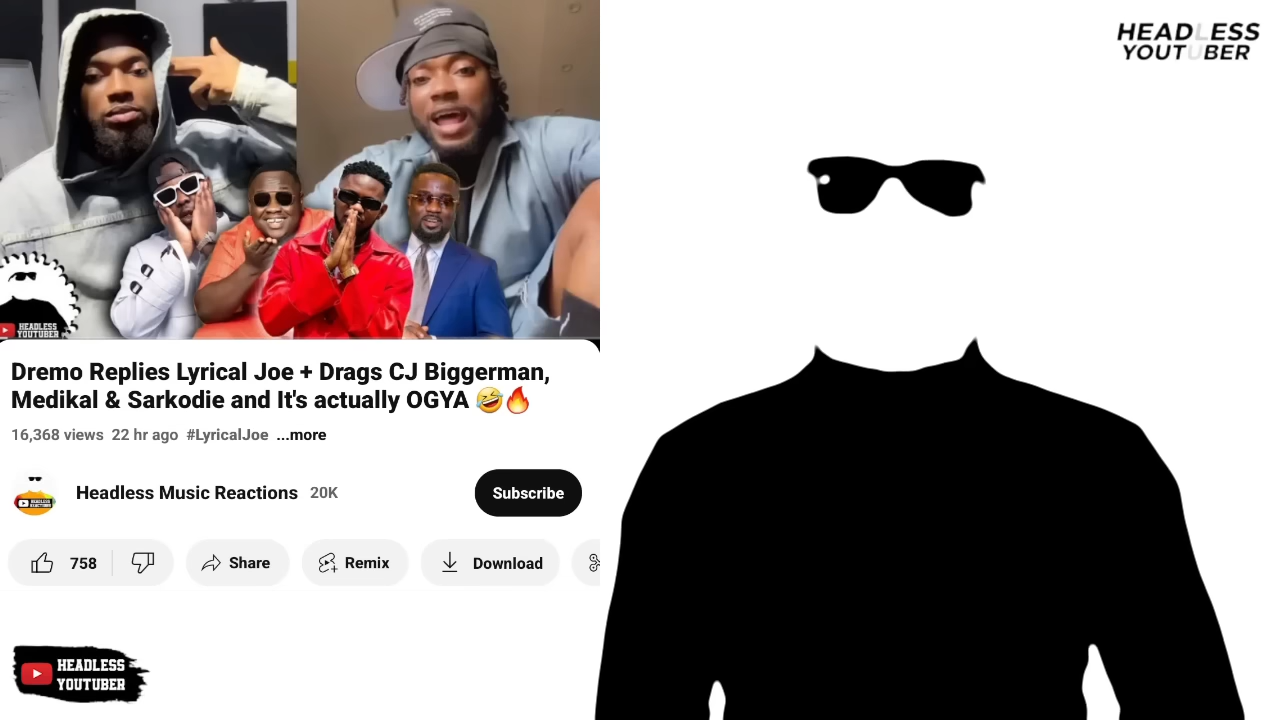 HEADLESS
YOUTUBER
HEADLESS
YOUTUBER
Dremo Replies Lyrical Joe + Drags CJ Biggerman,
Medikal & Sarkodie and It's actually OGYA 🤣🔥
16,368 views 22 hr ago #LyricalJoe ...more
Headless Music Reactions 20K
Subscribe
758
Share
Remix
Download
HEADLESS
YOUTUBER